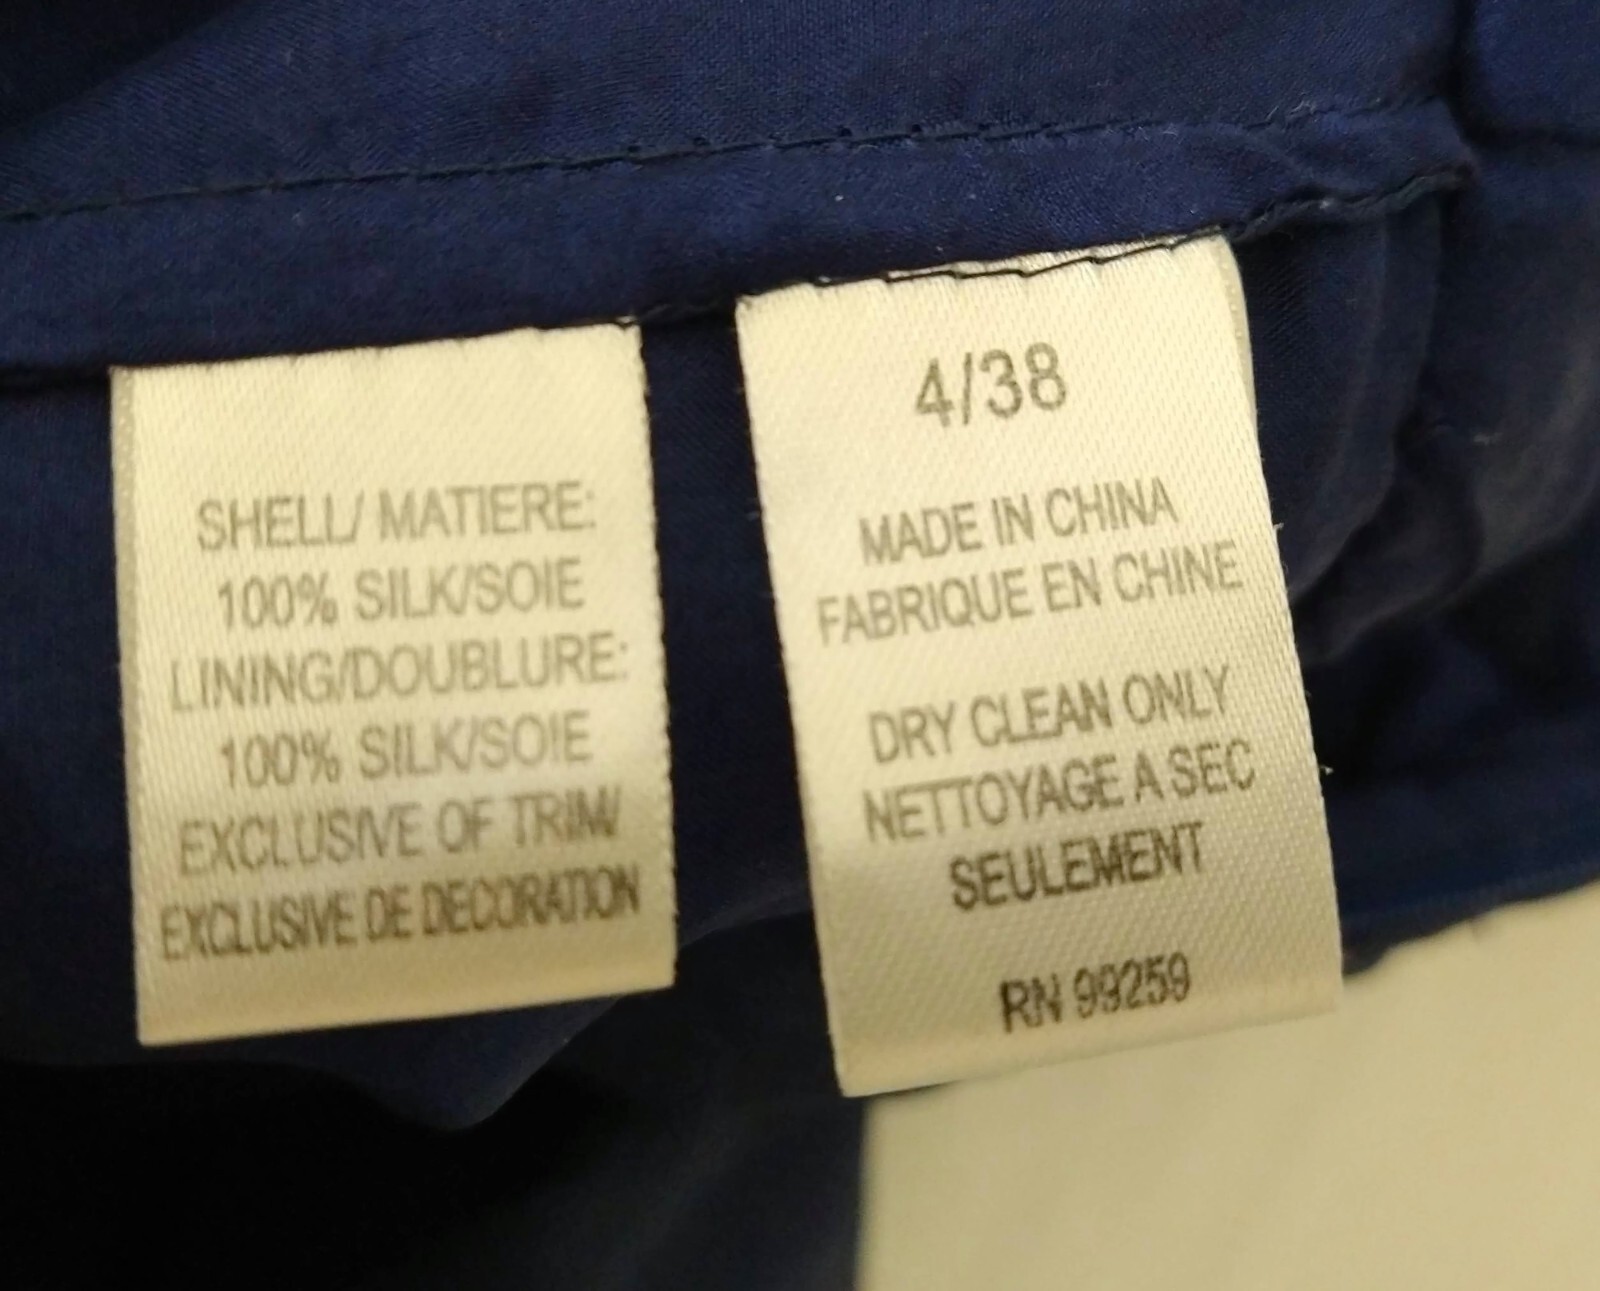 SHELL/ MATIERE:
100% SILK/SOIE
LINING/DOUBLURE:
100% SILK/SOIE
EXCLUSIVE OF TRIM/
EXCLUSIVE DE DECORATION
4/38
MADE IN CHINA
FABRIQUE EN CHINE
DRY CLEAN ONLY
NETTOYAGE A SEC
SEULEMENT
RN 99259